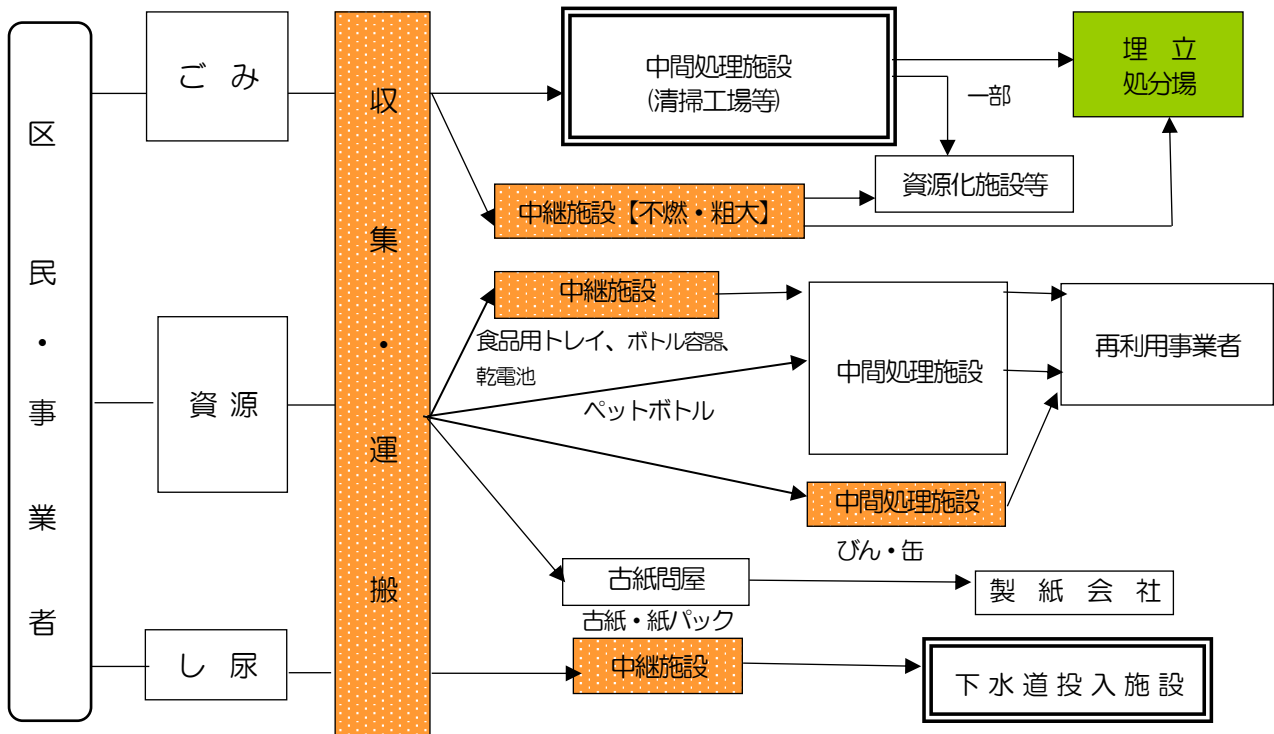 区民・事業者
ごみ
資源
し尿
収集・運搬
中間処理施設
(清掃工場等)
一部
埋立
処分場
資源化施設等
中継施設【不燃・粗大】
中継施設
食品用トレイ、ボトル容器、
乾電池
ペットボトル
中間処理施設
再利用事業者
中間処理施設
びん・缶
古紙問屋
古紙・紙パック
製紙会社
中継施設
下水道投入施設